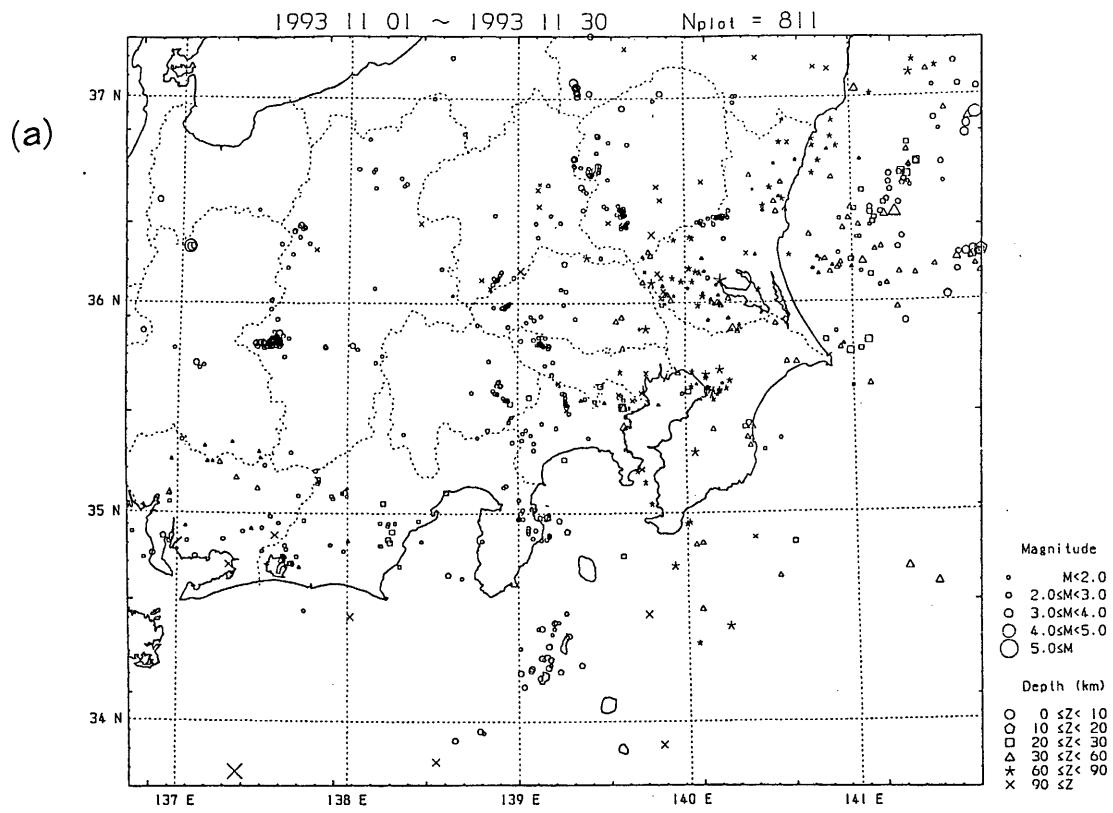 1993 11 01 ~ 1993 11 30 Nplot = 811
(a)
37 N
36 N
35 N
34 N
137 E
138 E
139 E
140 E
141 E
Magnitude
M<2.0
2.0≤M<3.0
3.0≤M<4.0
4.0≤M<5.0
5.0≤M
Depth (km)
0 ≤Z< 10
10 ≤Z< 20
20 ≤Z< 30
30 ≤Z< 60
60 ≤Z< 90
90 ≤Z